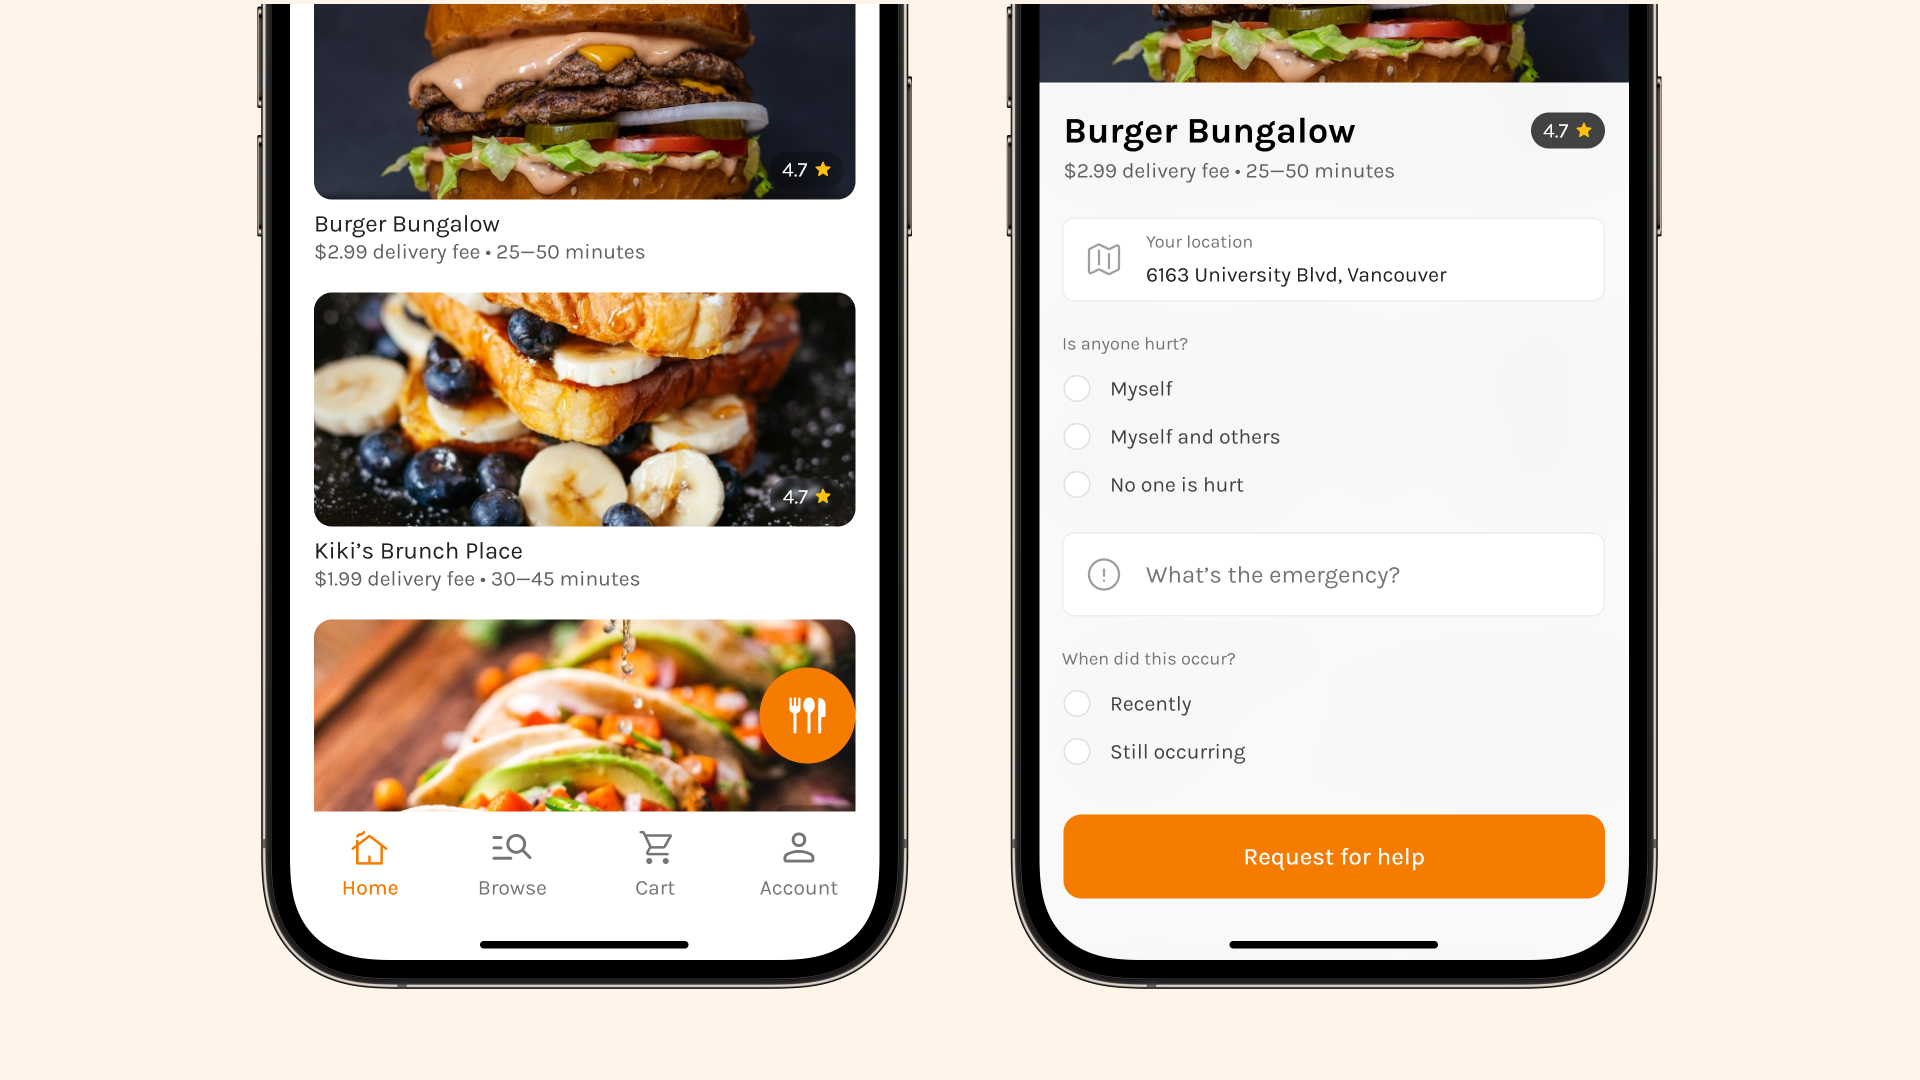 4.7
Burger Bungalow
$2.99 delivery fee • 25—50 minutes
4.7
Kiki’s Brunch Place
$1.99 delivery fee • 30—45 minutes
Home
Browse
Cart
Account
Burger Bungalow
4.7
$2.99 delivery fee • 25—50 minutes
Your location
6163 University Blvd, Vancouver
Is anyone hurt?
Myself
Myself and others
No one is hurt
What’s the emergency?
When did this occur?
Recently
Still occurring
Request for help